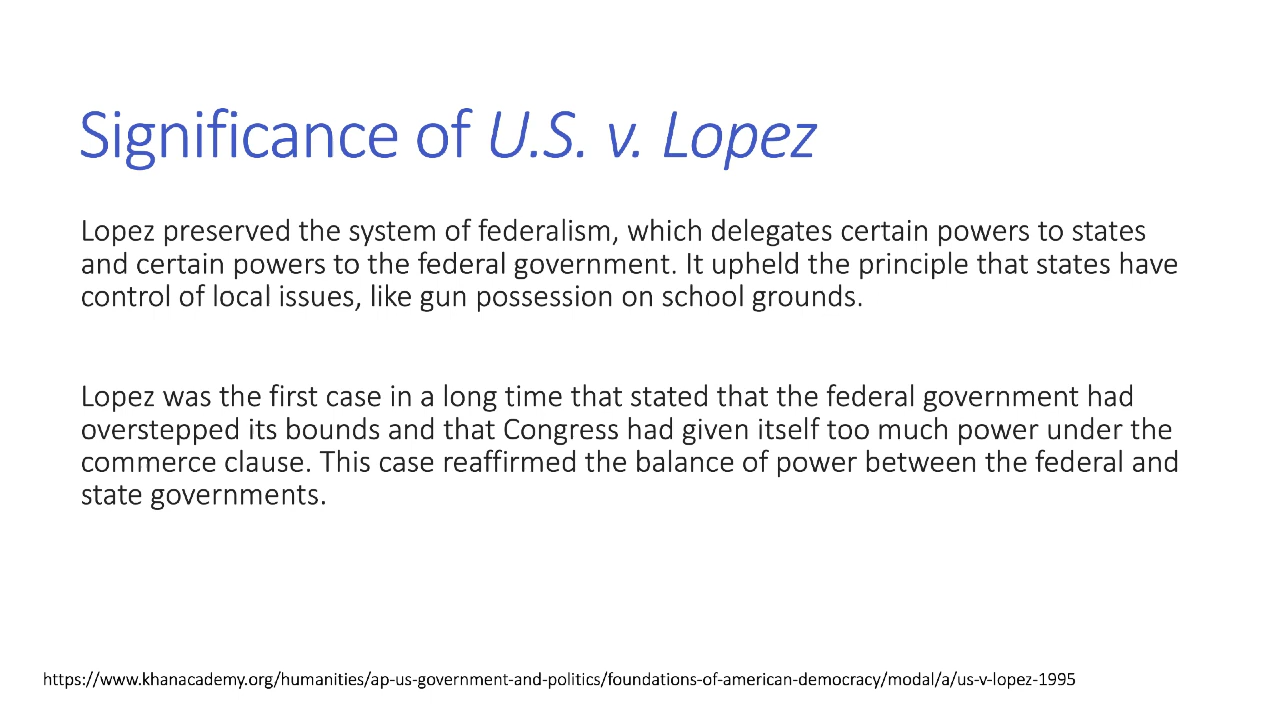 Significance of U.S. v. Lopez
Lopez preserved the system of federalism, which delegates certain powers to states
and certain powers to the federal government. It upheld the principle that states have
control of local issues, like gun possession on school grounds.
Lopez was the first case in a long time that stated that the federal government had
overstepped its bounds and that Congress had given itself too much power under the
commerce clause. This case reaffirmed the balance of power between the federal and
state governments.
https://www.khanacademy.org/humanities/ap-us-government-and-politics/foundations-of-american-democracy/modal/a/us-v-lopez-1995